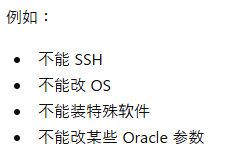 例如：
• 不能 SSH
• 不能改 OS
• 不能装特殊软件
• 不能改某些 Oracle 参数